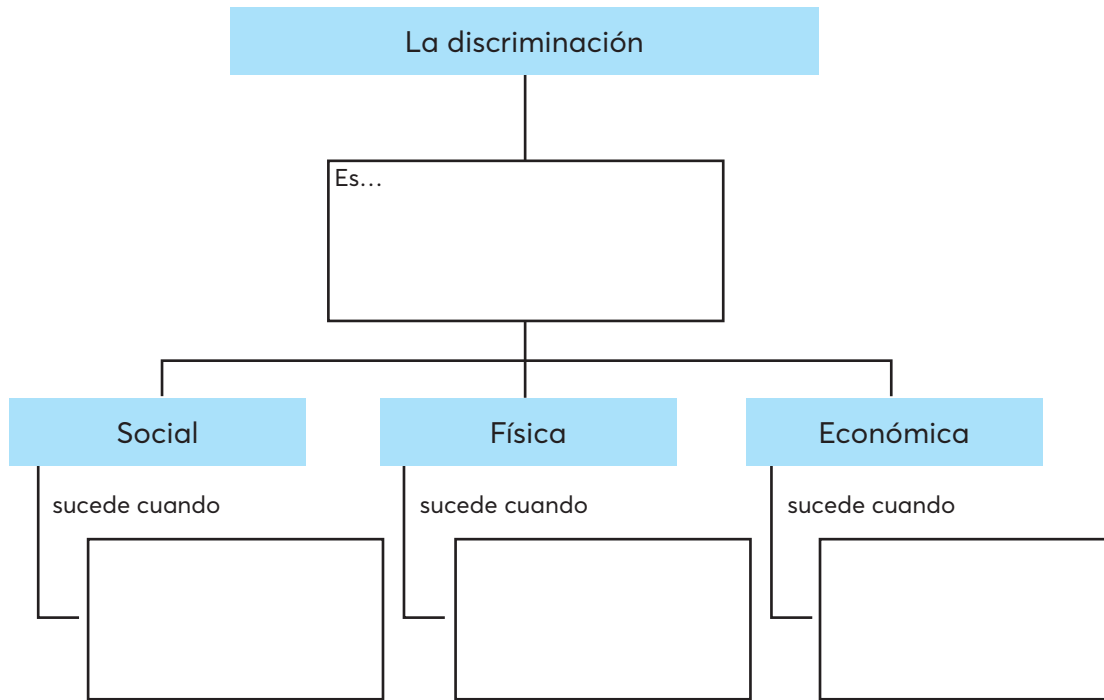 La discriminación
Es...
Social
Física
Económica
sucede cuando
sucede cuando
sucede cuando